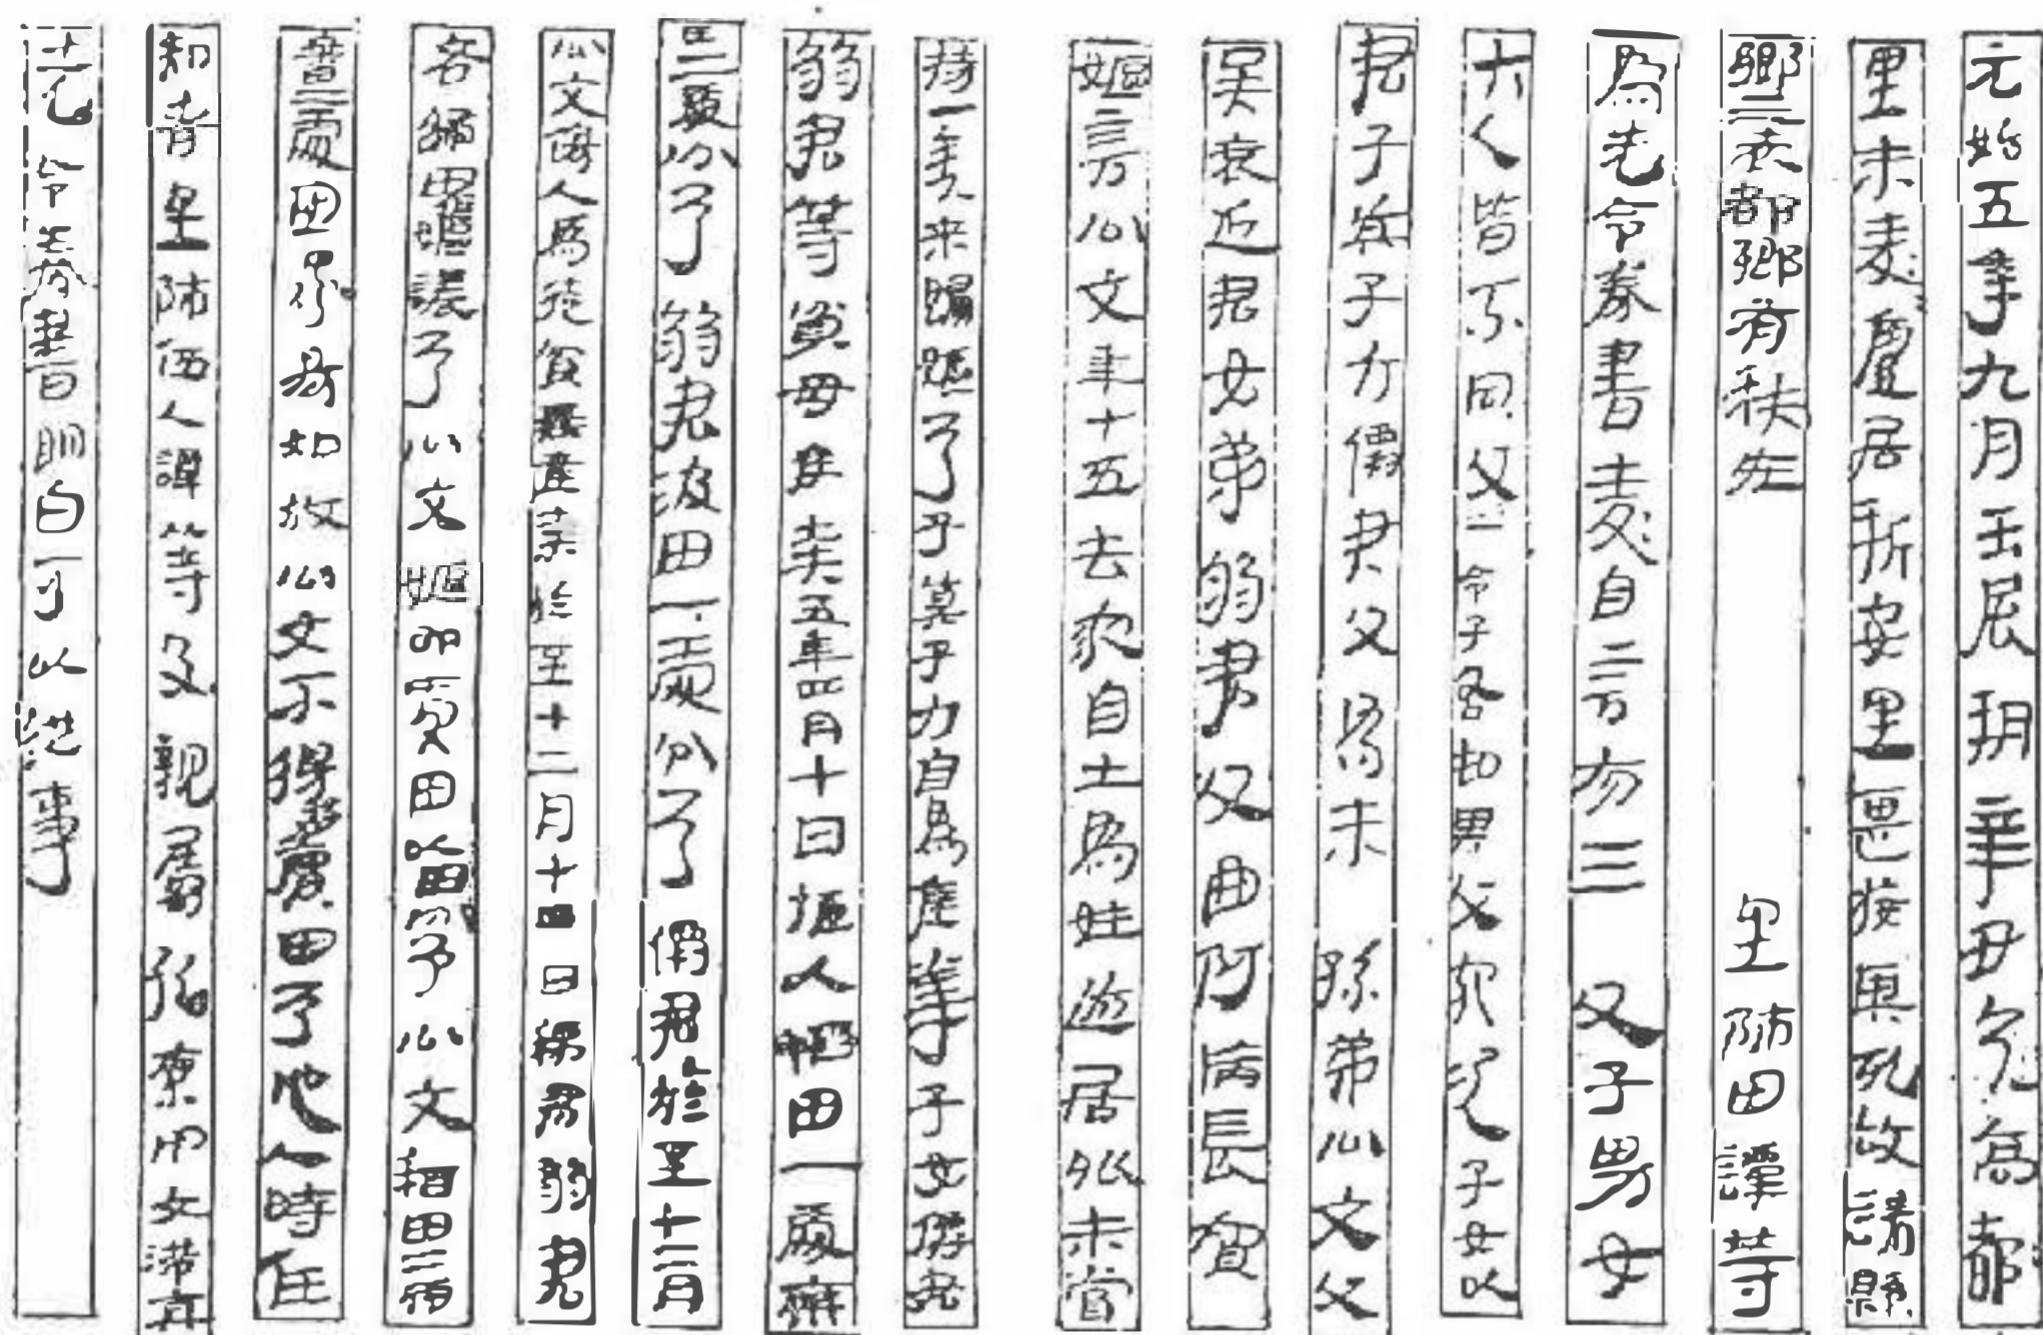 元始五年九月壬辰朔辛丑亥高都
里朱凌廬居新安里甚疾其死故請縣
鄉三老都鄉有秩左　里師田譚等
為先令券書凌自言有三父子男女
六人皆不同父令子各知其父家次子女以
君子真子方僊君父為朱孫弟公文父
吳衰近君女弟弱君父曲阿病長賓
嫗言公文年十五去家自出為姓遂居外未嘗
持一錢來歸嫗予子真子方自為產業子女僊君
弱君等貧毋產業五年四月十日嫗以稻田一處桑
田二處分予弱君波田一處分予僊君於至十二月
公文傷人為徒貧無產業於至十二月十一日僊君弱君
各歸田於嫗讓予公文嫗即受田以田分予公文稻田二處
桑田二處田界易如故公文不得移賣田予他人時任
知者里師伍人譚等及親屬孔聚田文滿真
先令券書明白可以從事